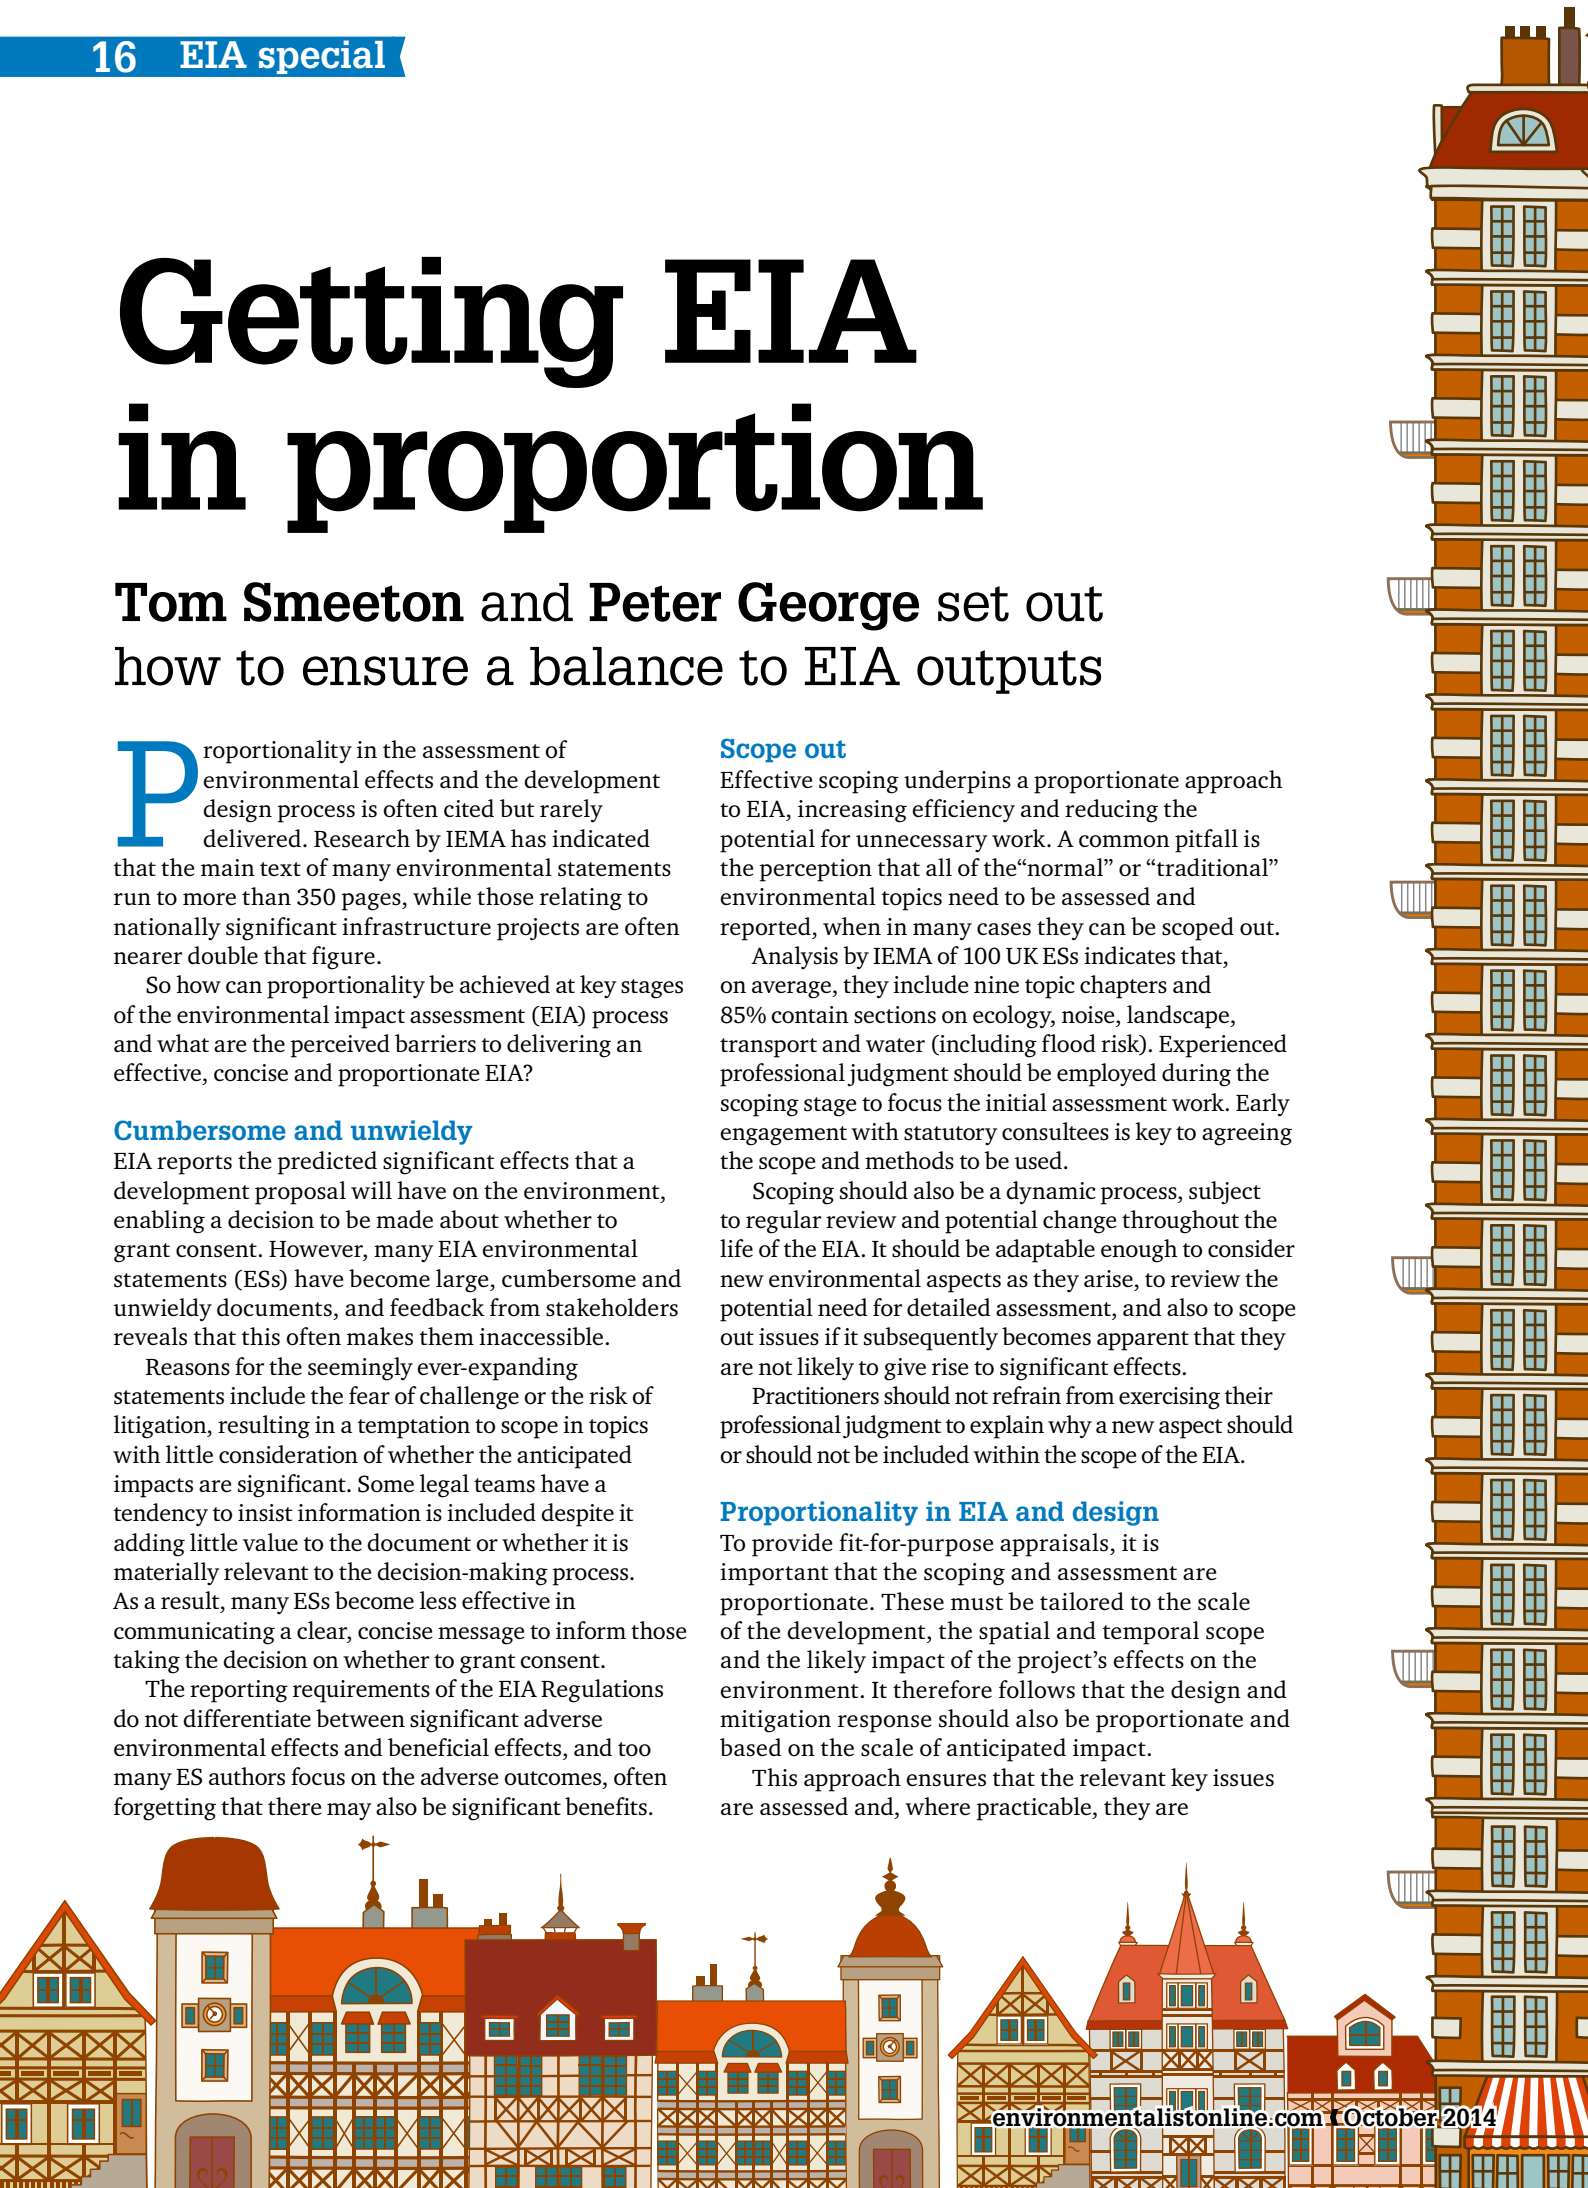 16 EIA special
Getting EIA
in proportion
Tom Smeeton and Peter George set out
how to ensure a balance to EIA outputs
Proportionality in the assessment of
environmental effects and the development
design process is often cited but rarely
delivered. Research by IEMA has indicated
that the main text of many environmental statements
run to more than 350 pages, while those relating to
nationally significant infrastructure projects are often
nearer double that figure.
So how can proportionality be achieved at key stages
of the environmental impact assessment (EIA) process
and what are the perceived barriers to delivering an
effective, concise and proportionate EIA?
Cumbersome and unwieldy
EIA reports the predicted significant effects that a
development proposal will have on the environment,
enabling a decision to be made about whether to
grant consent. However, many EIA environmental
statements (ESs) have become large, cumbersome and
unwieldy documents, and feedback from stakeholders
reveals that this often makes them inaccessible.
Reasons for the seemingly ever-expanding
statements include the fear of challenge or the risk of
litigation, resulting in a temptation to scope in topics
with little consideration of whether the anticipated
impacts are significant. Some legal teams have a
tendency to insist information is included despite it
adding little value to the document or whether it is
materially relevant to the decision-making process.
As a result, many ESs become less effective in
communicating a clear, concise message to inform those
taking the decision on whether to grant consent.
The reporting requirements of the EIA Regulations
do not differentiate between significant adverse
environmental effects and beneficial effects, and too
many ES authors focus on the adverse outcomes, often
forgetting that there may also be significant benefits.
Scope out
Effective scoping underpins a proportionate approach
to EIA, increasing efficiency and reducing the
potential for unnecessary work. A common pitfall is
the perception that all of the“normal” or “traditional”
environmental topics need to be assessed and
reported, when in many cases they can be scoped out.
Analysis by IEMA of 100 UK ESs indicates that,
on average, they include nine topic chapters and
85% contain sections on ecology, noise, landscape,
transport and water (including flood risk). Experienced
professional judgment should be employed during the
scoping stage to focus the initial assessment work. Early
engagement with statutory consultees is key to agreeing
the scope and methods to be used.
Scoping should also be a dynamic process, subject
to regular review and potential change throughout the
life of the EIA. It should be adaptable enough to consider
new environmental aspects as they arise, to review the
potential need for detailed assessment, and also to scope
out issues if it subsequently becomes apparent that they
are not likely to give rise to significant effects.
Practitioners should not refrain from exercising their
professional judgment to explain why a new aspect should
or should not be included within the scope of the EIA.
Proportionality in EIA and design
To provide fit-for-purpose appraisals, it is
important that the scoping and assessment are
proportionate. These must be tailored to the scale
of the development, the spatial and temporal scope
and the likely impact of the project’s effects on the
environment. It therefore follows that the design and
mitigation response should also be proportionate and
based on the scale of anticipated impact.
This approach ensures that the relevant key issues
are assessed and, where practicable, they are
environmentalistonline.com October 2014